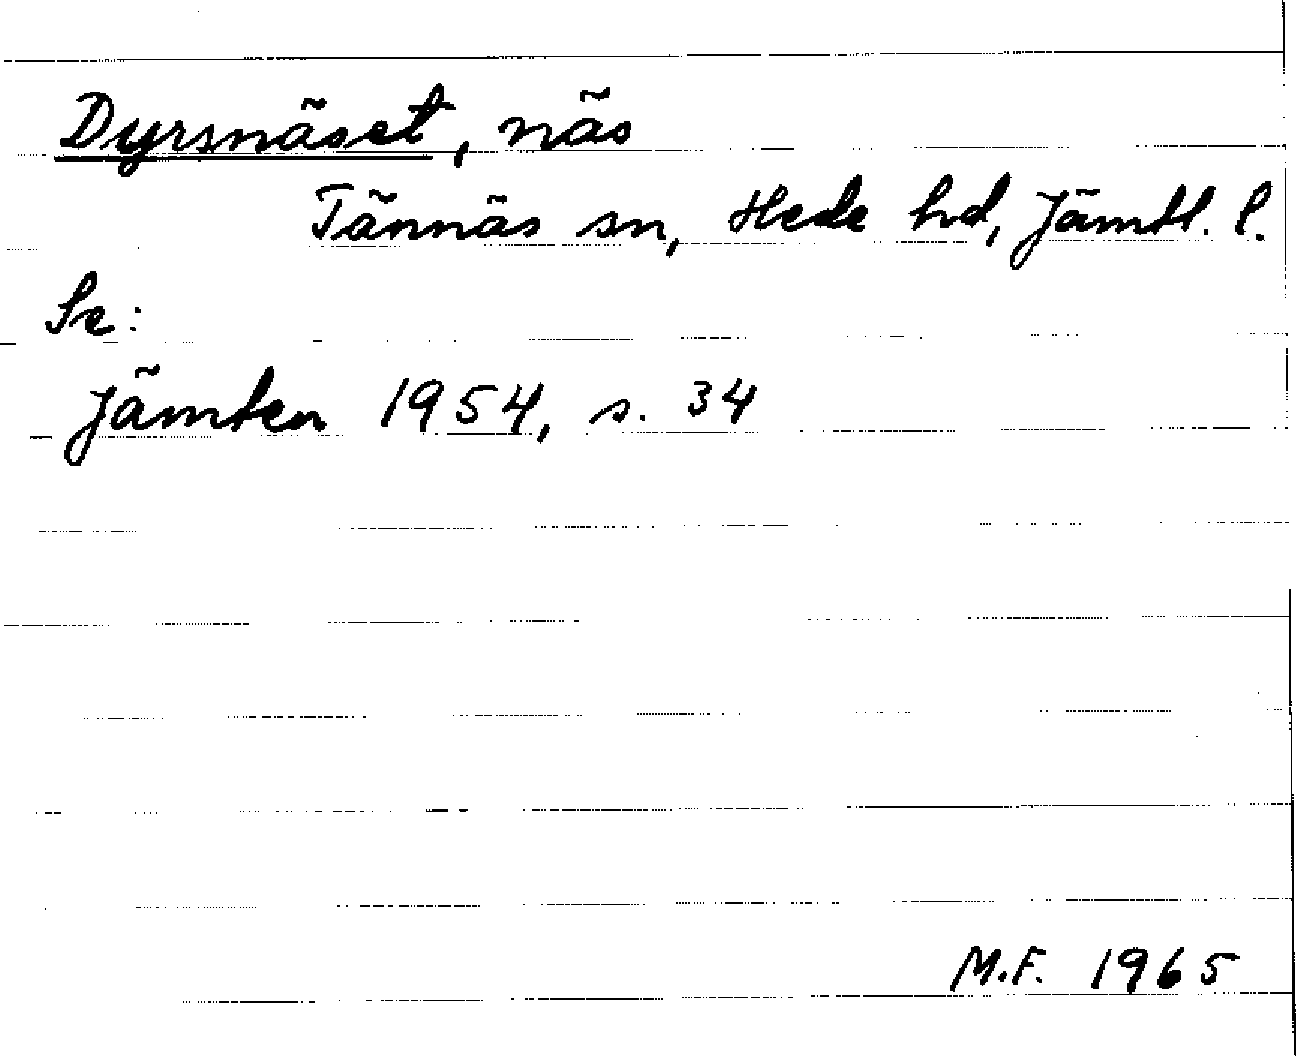 Dyrsnäset, näs
Tännäs sn, Hede hd, Jämtl. l.
Se:
Jämten 1954, s. 34
M.F. 1965